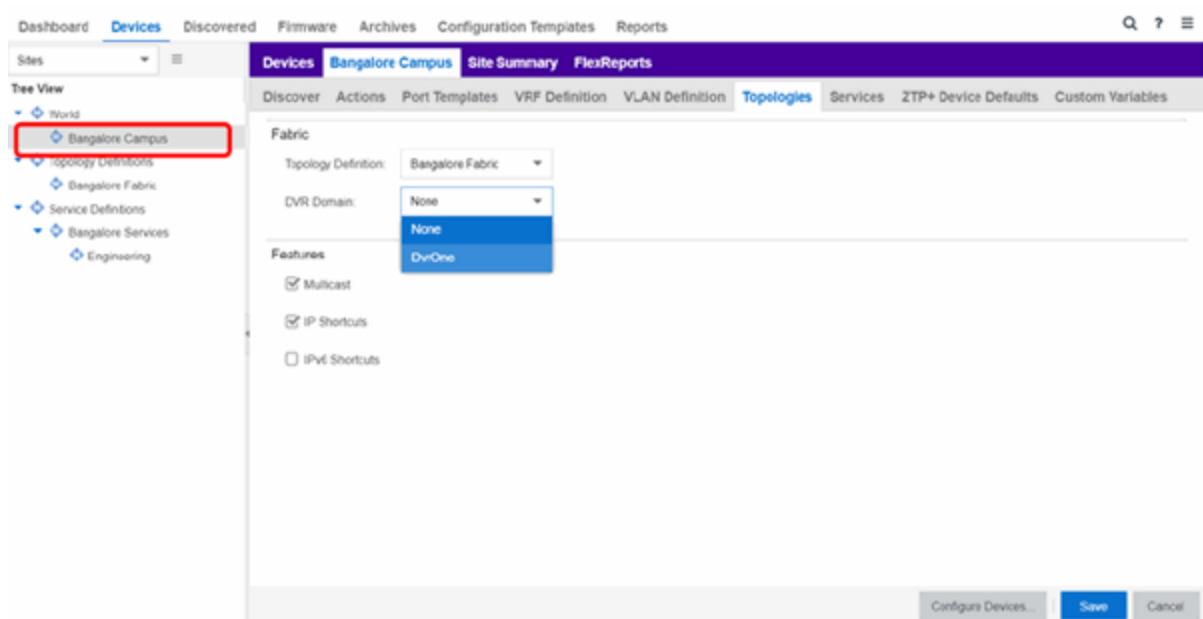 Dashboard Devices Discovered Firmware Archives Configuration Templates Reports ?
Sites
Devices Bangalore Campus Site Summary FlexReports
Tree View
Discover Actions Port Templates VRF Definition VLAN Definition Topologies Services ZTP+ Device Defaults Custom Variables
World
Bangalore Campus
Topology Definitions
Bangalore Fabric
Service Definitions
Bangalore Services
Engineering
Fabric
Topology Definition: Bangalore Fabric
DVR Domain: None
None
DvrOne
Features
Multicast
IP Shortcuts
IPv6 Shortcuts
Configure Devices... Save Cancel